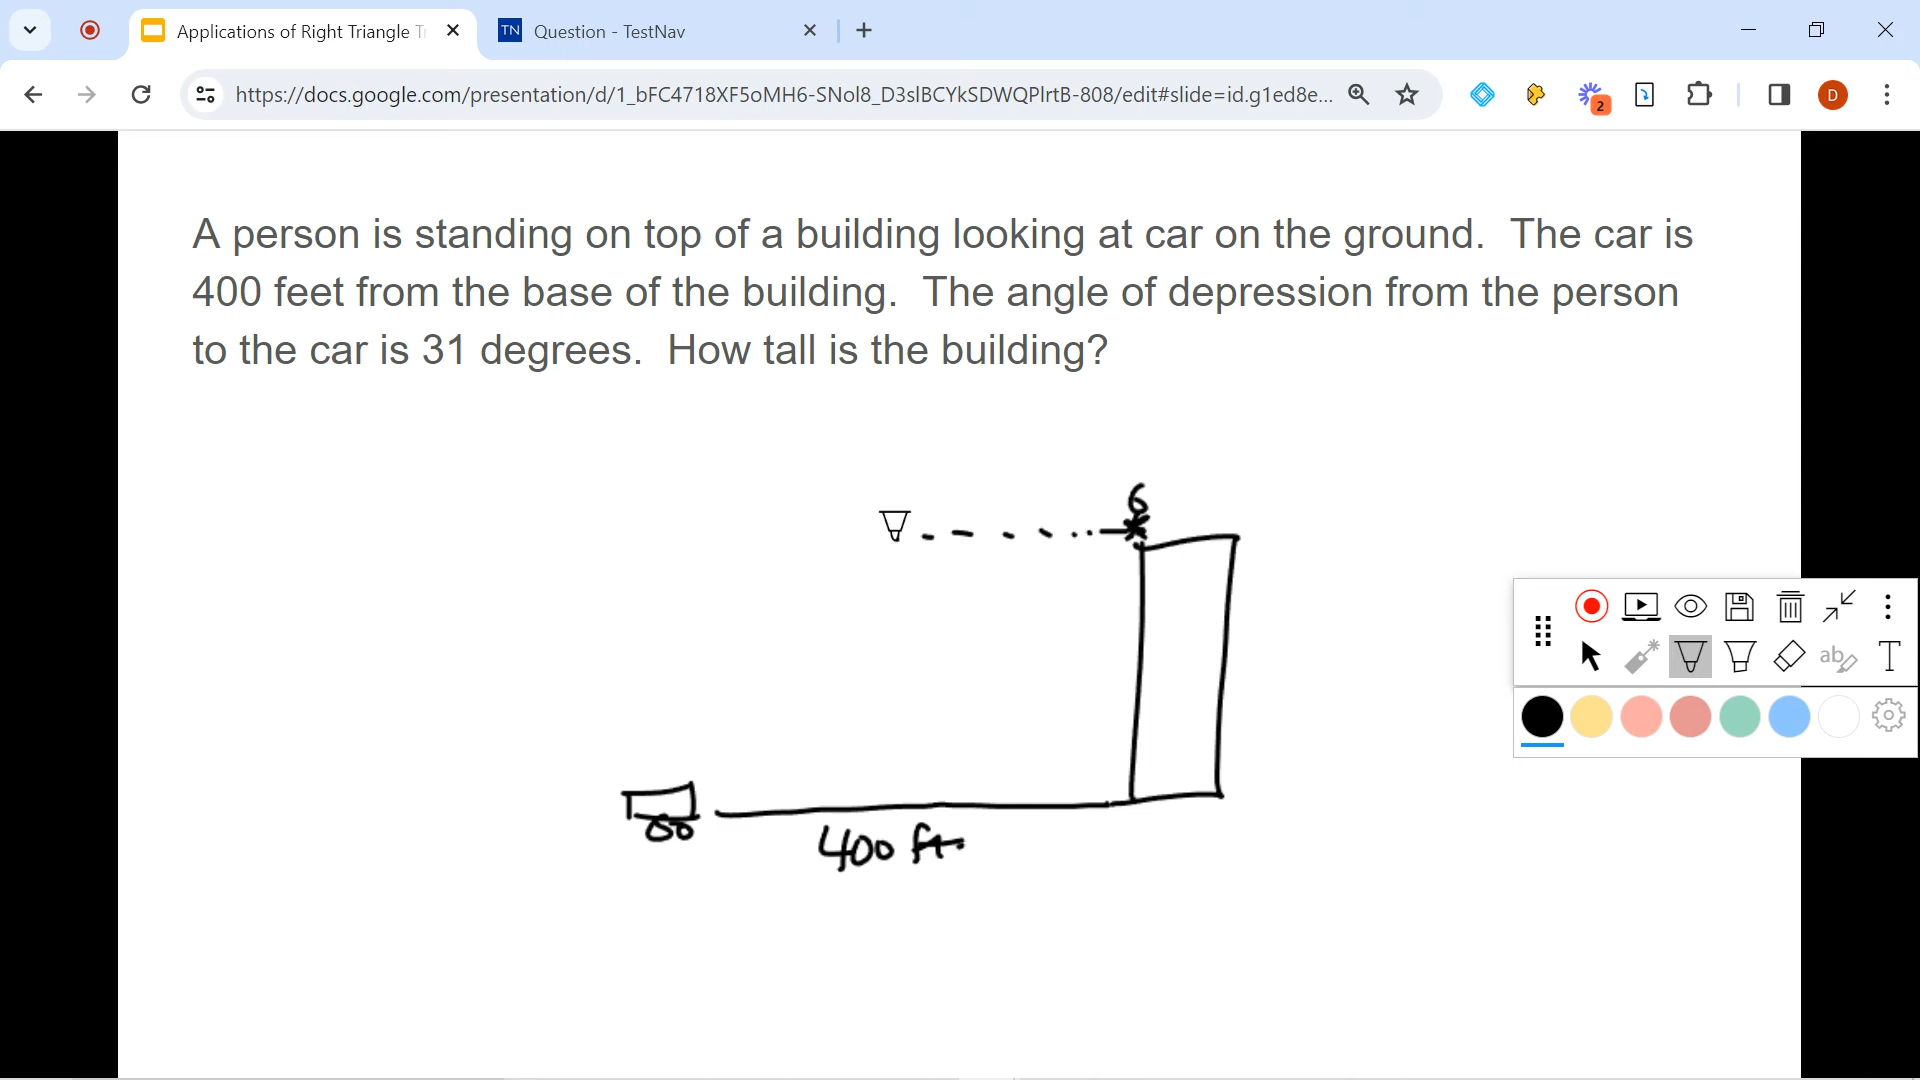 Applications of Right Triangle T
TN Question - TestNav
https://docs.google.com/presentation/d/1_bFC4718XF5oMH6-SNol8_D3slBCYkSDWQPlrtB-808/edit#slide=id.g1ed8e...
2
D
A person is standing on top of a building looking at car on the ground. The car is
400 feet from the base of the building. The angle of depression from the person
to the car is 31 degrees. How tall is the building?
ab
T
400 ft.